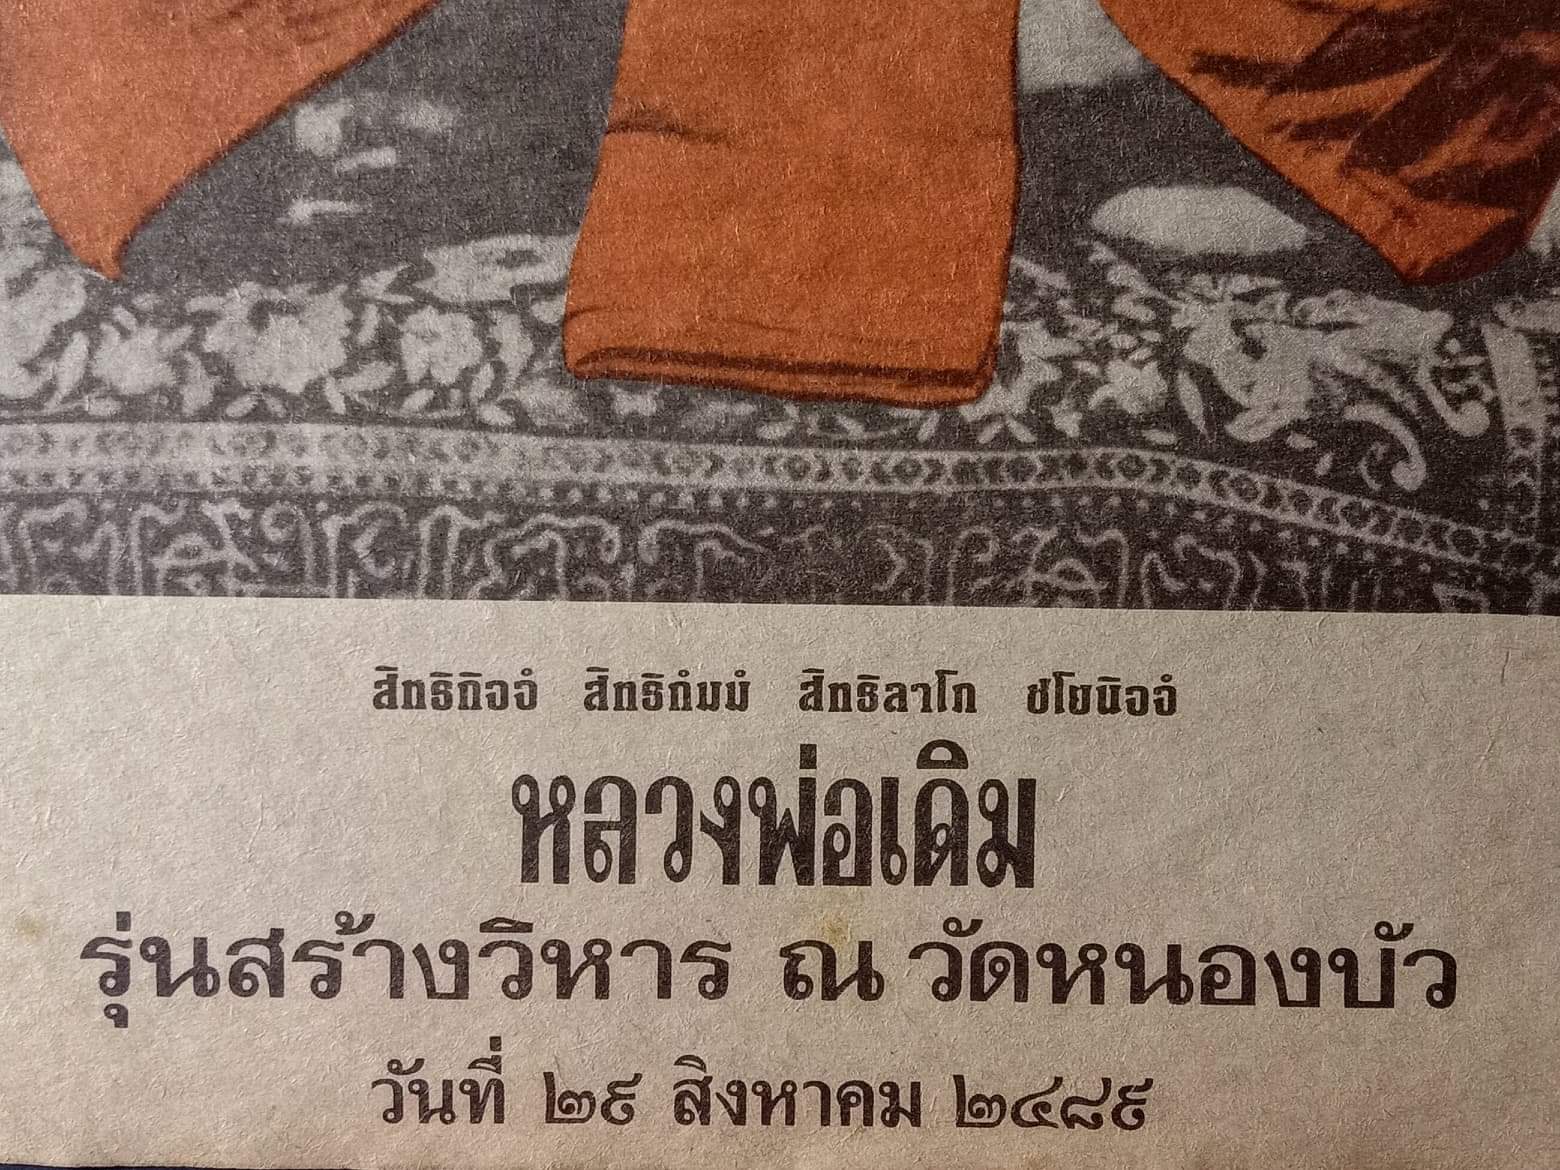 สิทธิกิจจํ สิทธิกํมมํ สิทธิลาโภ ชโยนิจจํ
หลวงพ่อเดิม
รุ่นสร้างวิหาร ณ วัดหนองบัว
วันที่ ๒๙ สิงหาคม ๒๔๘๙